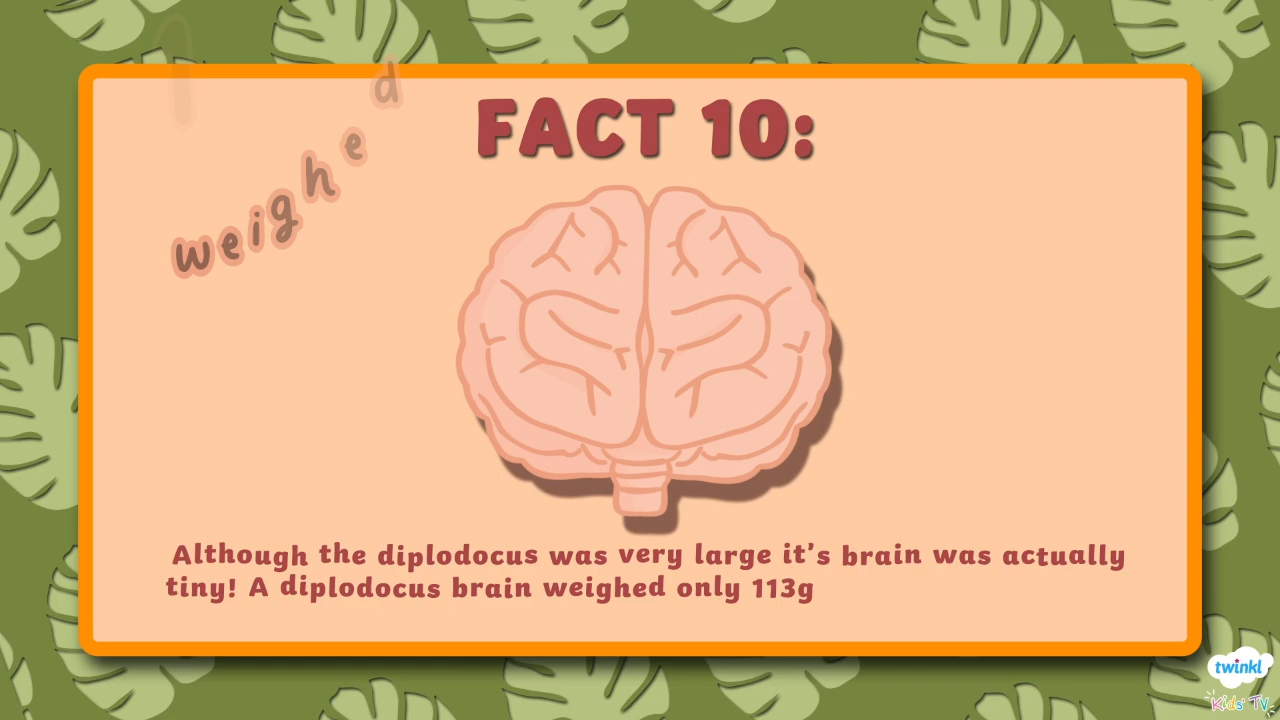 FACT 10:
weighed
Although the diplodocus was very large it's brain was actually
tiny! A diplodocus brain weighed only 113g
twinkl
Kids' TV